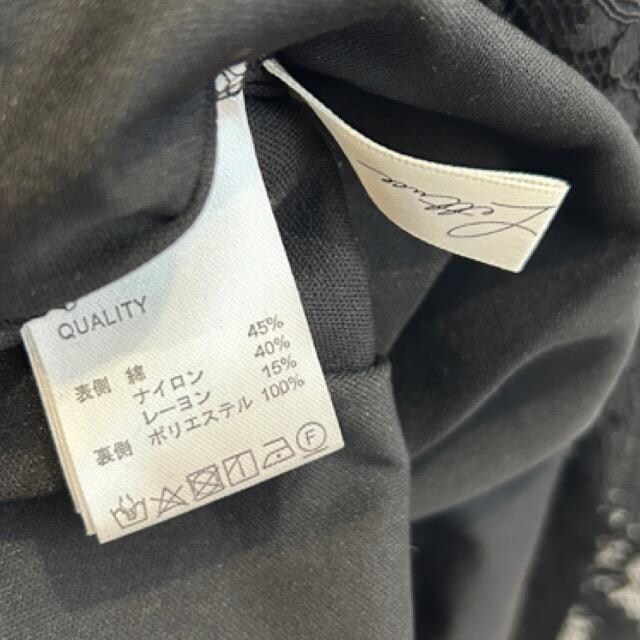 QUALITY
表側 綿 45%
ナイロン 40%
レーヨン 15%
裏側 ポリエステル 100%
F